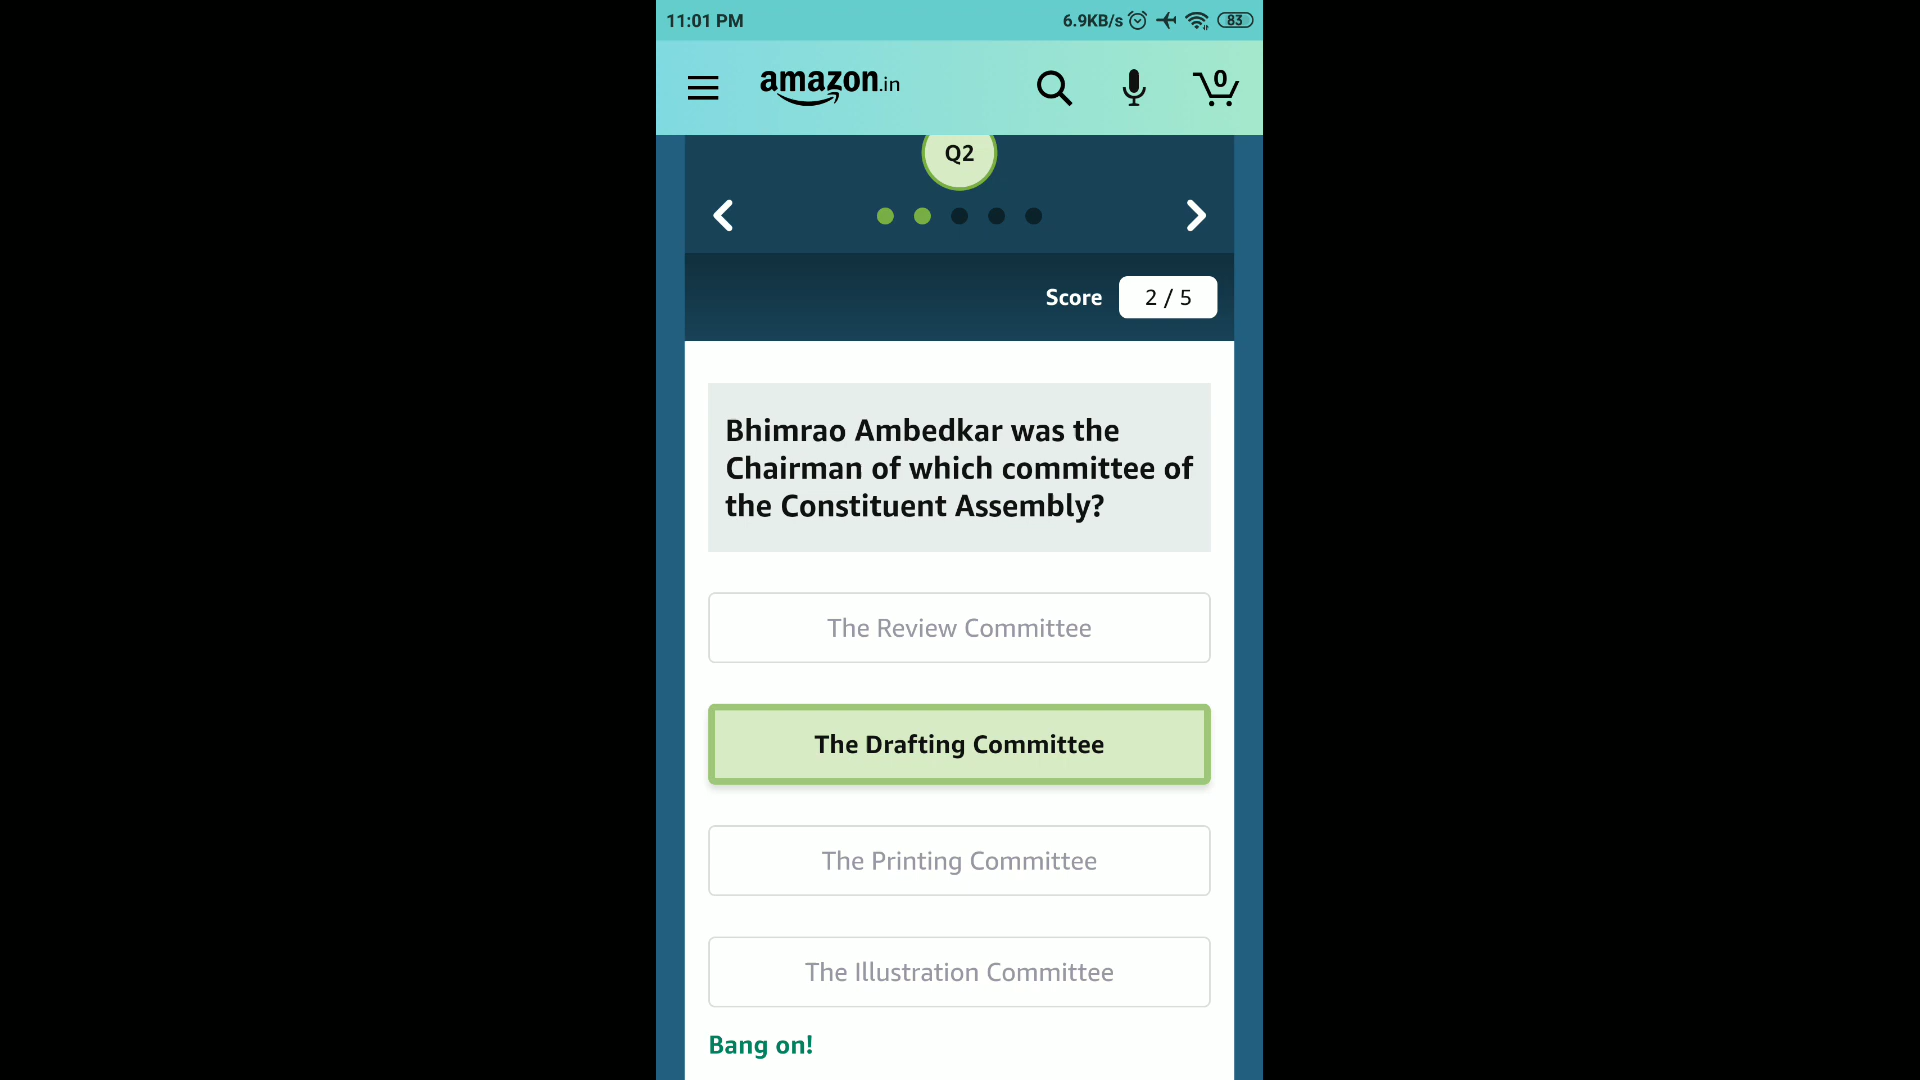 11:01 PM 6.9KB/s 83
amazon.in 0
Q2
Score 2 / 5
Bhimrao Ambedkar was the
Chairman of which committee of
the Constituent Assembly?
The Review Committee
The Drafting Committee
The Printing Committee
The Illustration Committee
Bang on!